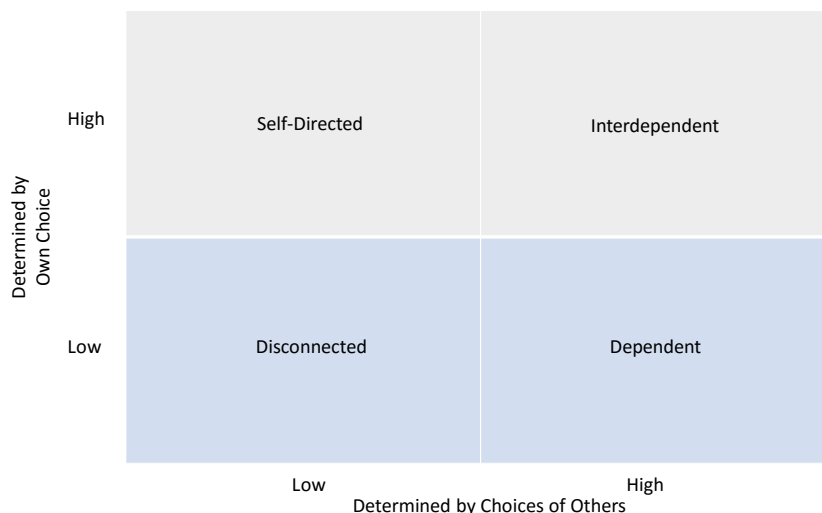 High
Self-Directed
Interdependent
Determined by
Own Choice
Low
Disconnected
Dependent
Low
High
Determined by Choices of Others